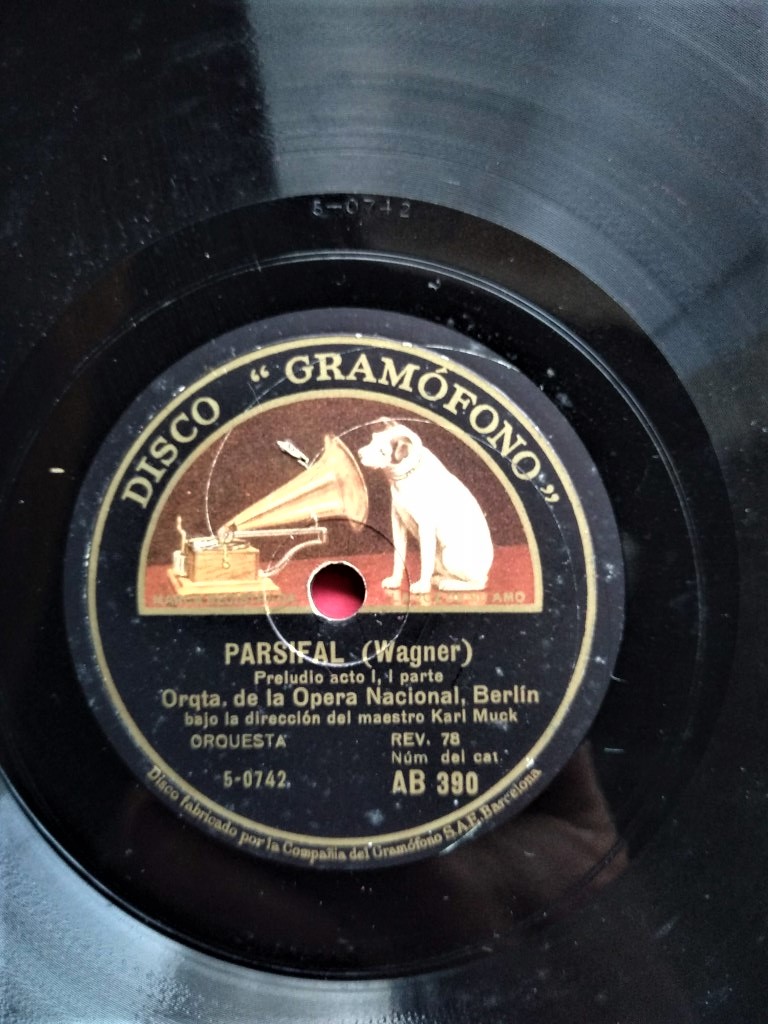 5-0742
DISCO “GRAMÓFONO”
AMO
PARSIFAL (Wagner)
Preludio acto I, I parte
Orqta. de la Opera Nacional, Berlín
bajo la dirección del maestro Karl Muck
ORQUESTA
REV. 78
Núm del cat.
5-0742.
AB 390
Disco fabricado por la Compañia del Gramófono S.A.E. Barcelona